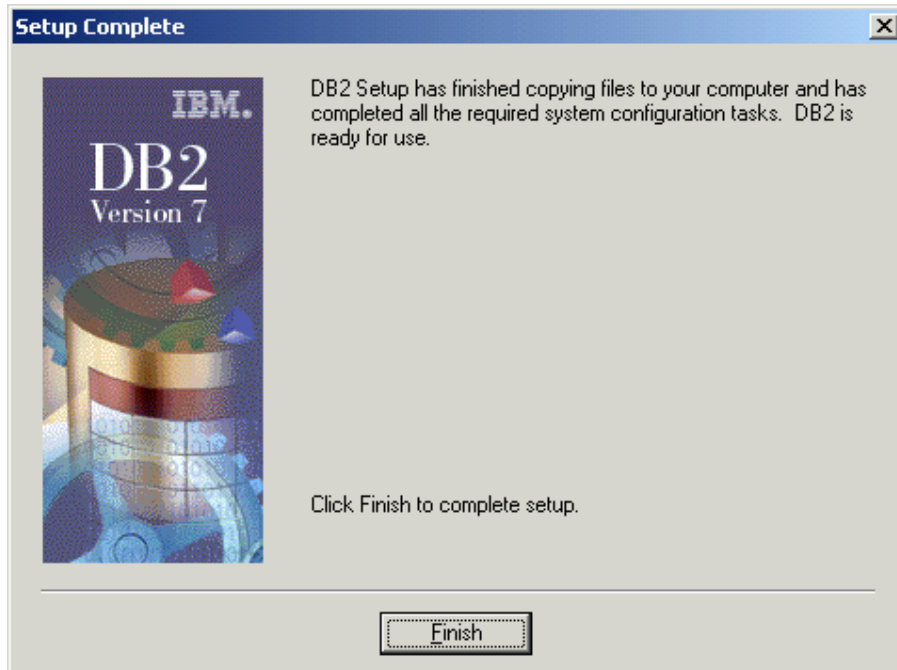 Setup Complete
IBM.
DB2
Version 7
DB2 Setup has finished copying files to your computer and has
completed all the required system configuration tasks.  DB2 is
ready for use.
Click Finish to complete setup.
Finish